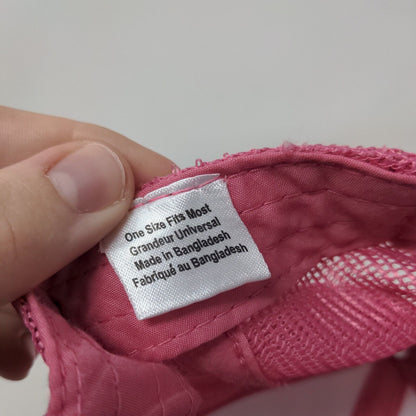 One Size Fits Most
Grandeur Universal
Made in Bangladesh
Fabriqué au Bangladesh